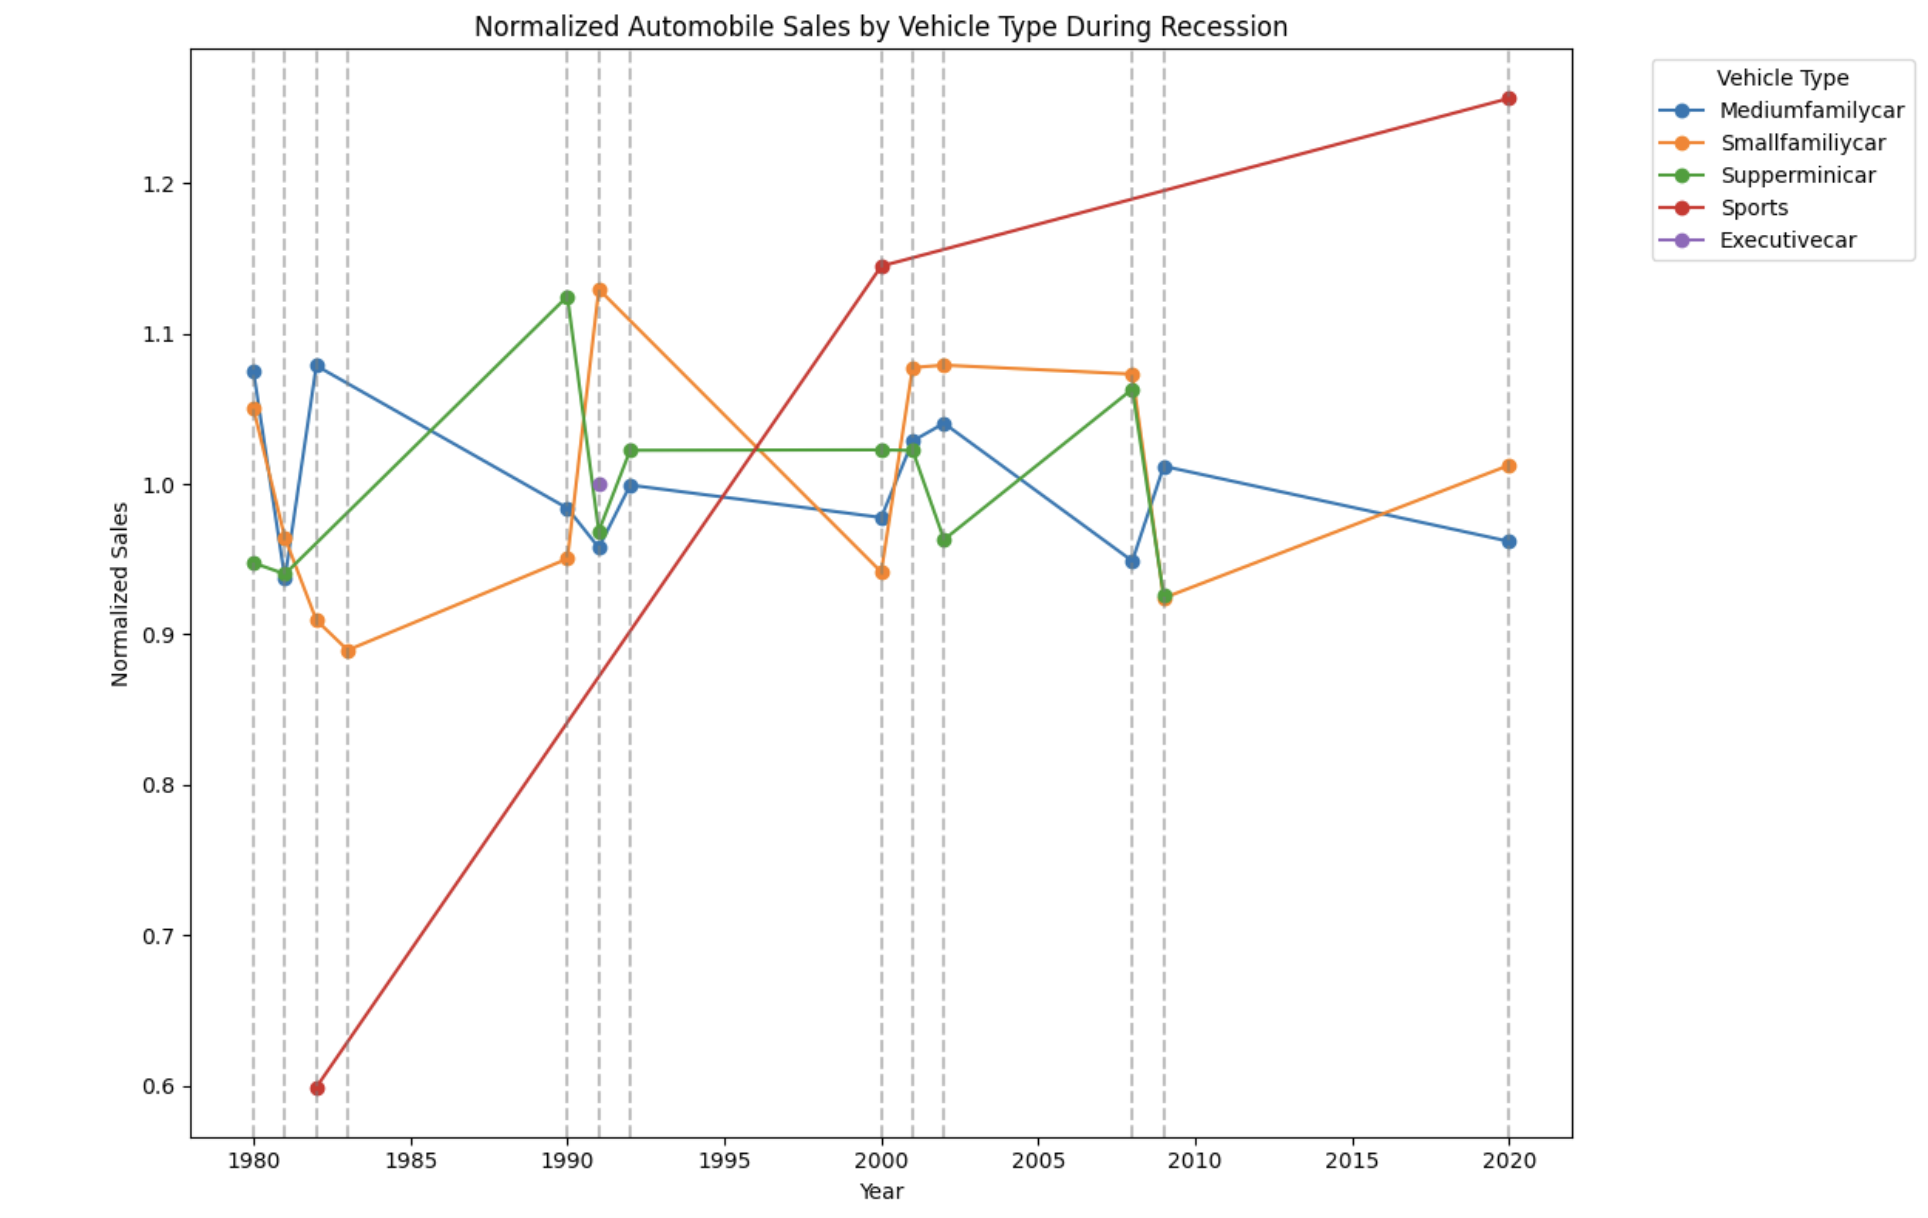 Normalized Automobile Sales by Vehicle Type During Recession
Vehicle Type
Mediumfamilycar
Smallfamiliycar
Supperminicar
Sports
Executivecar
Normalized Sales
1.2
1.1
1.0
0.9
0.8
0.7
0.6
1980 1985 1990 1995 2000 2005 2010 2015 2020
Year